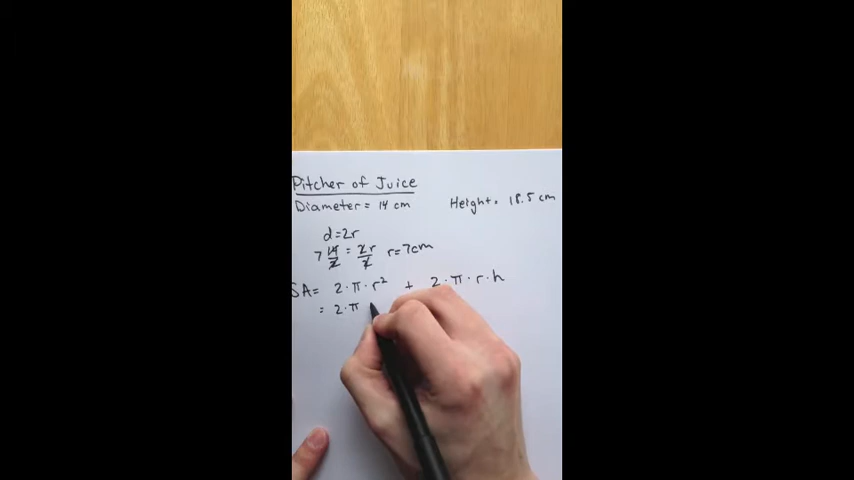 Pitcher of Juice
Diameter = 14 cm Height = 18.5 cm
d=2r
7 14/2 = 2r/2 r=7cm
SA= 2·π·r² + 2·π·r·h
= 2·π